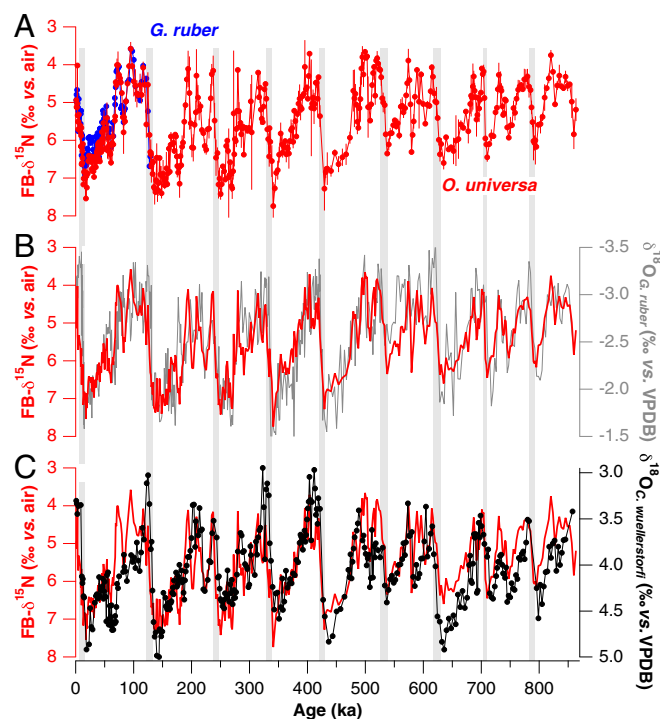 A
G. ruber
3
4
5
6
7
8
FB-δ¹⁵N (‰ vs. air)
O. universa
B
3
4
5
6
7
8
FB-δ¹⁵N (‰ vs. air)
-3.5
-3.0
-2.5
-2.0
-1.5
δ¹⁸O G. ruber
(‰ vs. VPDB)
C
3
4
5
6
7
8
FB-δ¹⁵N (‰ vs. air)
3.0
3.5
4.0
4.5
5.0
δ¹⁸O C. wuellerstorfi (‰ vs. VPDB)
0 100 200 300 400 500 600 700 800
Age (ka)